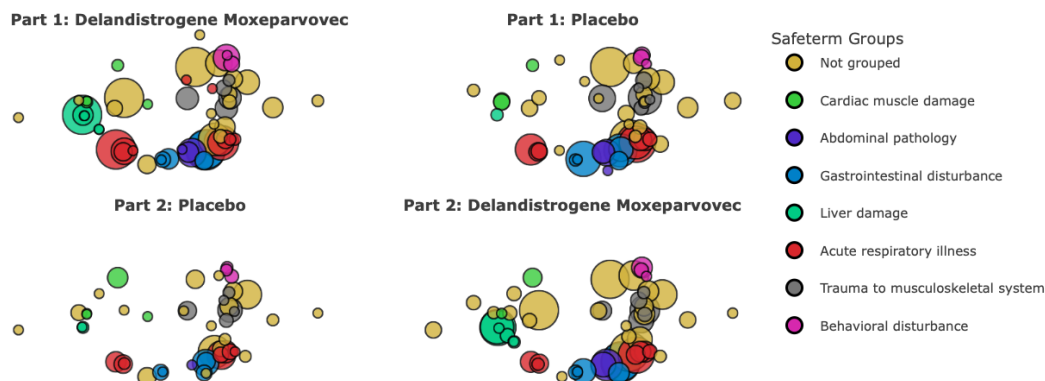 Part 1: Delandistrogene Moxeparvovec
Part 1: Placebo
Part 2: Placebo
Part 2: Delandistrogene Moxeparvovec
Safeterm Groups
Not grouped
Cardiac muscle damage
Abdominal pathology
Gastrointestinal disturbance
Liver damage
Acute respiratory illness
Trauma to musculoskeletal system
Behavioral disturbance